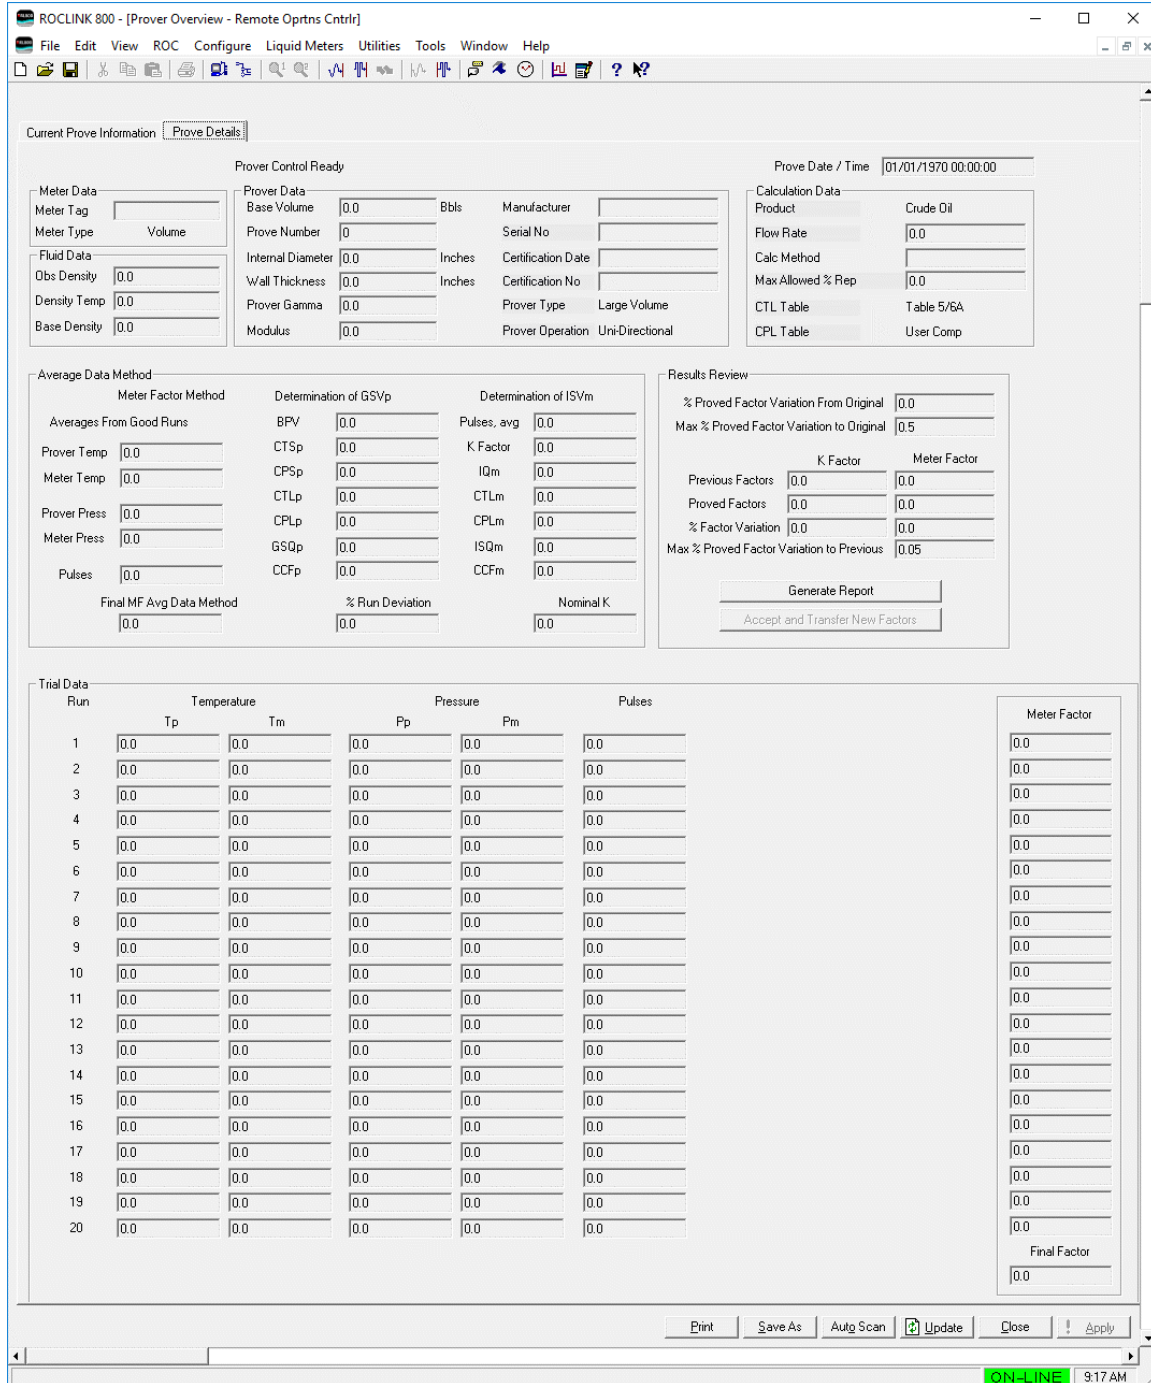 ROCLINK 800 - [Prover Overview - Remote Oprtns Cntrlr]
File Edit View ROC Configure Liquid Meters Utilities Tools Window Help
Current Prove Information Prove Details
Prover Control Ready Prove Date / Time 01/01/1970 00:00:00
Meter Data
Meter Tag
Meter Type Volume
Fluid Data
Obs Density 0.0
Density Temp 0.0
Base Density 0.0
Prover Data
Base Volume 0.0 Bbls Manufacturer
Prove Number 0 Serial No
Internal Diameter 0.0 Inches Certification Date
Wall Thickness 0.0 Inches Certification No
Prover Gamma 0.0 Prover Type Large Volume
Modulus 0.0 Prover Operation Uni-Directional
Calculation Data
Product Crude Oil
Flow Rate 0.0
Calc Method
Max Allowed % Rep 0.0
CTL Table Table 5/6A
CPL Table User Comp
Average Data Method
Meter Factor Method Determination of GSVp Determination of ISVm
Averages From Good Runs BPV 0.0 Pulses, avg 0.0
Prover Temp 0.0 CTSp 0.0 K Factor 0.0
Meter Temp 0.0 CPSp 0.0 IQm 0.0
CTLp 0.0 CTLm 0.0
Prover Press 0.0 CPLp 0.0 CPLm 0.0
Meter Press 0.0 GSQp 0.0 ISQm 0.0
Pulses 0.0 CCFp 0.0 CCFm 0.0
Final MF Avg Data Method % Run Deviation Nominal K
0.0 0.0 0.0
Results Review
% Proved Factor Variation From Original 0.0
Max % Proved Factor Variation to Original 0.5
K Factor Meter Factor
Previous Factors 0.0 0.0
Proved Factors 0.0 0.0
% Factor Variation 0.0 0.0
Max % Proved Factor Variation to Previous 0.05
Generate Report
Accept and Transfer New Factors
Trial Data
Run Temperature Pressure Pulses
Tp Tm Pp Pm Meter Factor
1 0.0 0.0 0.0 0.0 0.0 0.0
2 0.0 0.0 0.0 0.0 0.0 0.0
3 0.0 0.0 0.0 0.0 0.0 0.0
4 0.0 0.0 0.0 0.0 0.0 0.0
5 0.0 0.0 0.0 0.0 0.0 0.0
6 0.0 0.0 0.0 0.0 0.0 0.0
7 0.0 0.0 0.0 0.0 0.0 0.0
8 0.0 0.0 0.0 0.0 0.0 0.0
9 0.0 0.0 0.0 0.0 0.0 0.0
10 0.0 0.0 0.0 0.0 0.0 0.0
11 0.0 0.0 0.0 0.0 0.0 0.0
12 0.0 0.0 0.0 0.0 0.0 0.0
13 0.0 0.0 0.0 0.0 0.0 0.0
14 0.0 0.0 0.0 0.0 0.0 0.0
15 0.0 0.0 0.0 0.0 0.0 0.0
16 0.0 0.0 0.0 0.0 0.0 0.0
17 0.0 0.0 0.0 0.0 0.0 0.0
18 0.0 0.0 0.0 0.0 0.0 0.0
19 0.0 0.0 0.0 0.0 0.0 0.0
20 0.0 0.0 0.0 0.0 0.0 0.0
Final Factor
0.0
Print Save As Auto Scan Update Close ! Apply
ON-LINE 9:17 AM